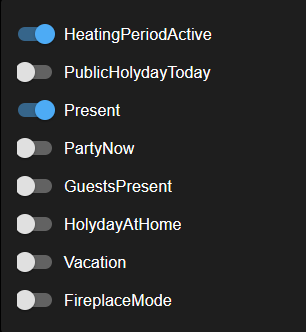 HeatingPeriodActive
PublicHolydayToday
Present
PartyNow
GuestsPresent
HolydayAtHome
Vacation
FireplaceMode